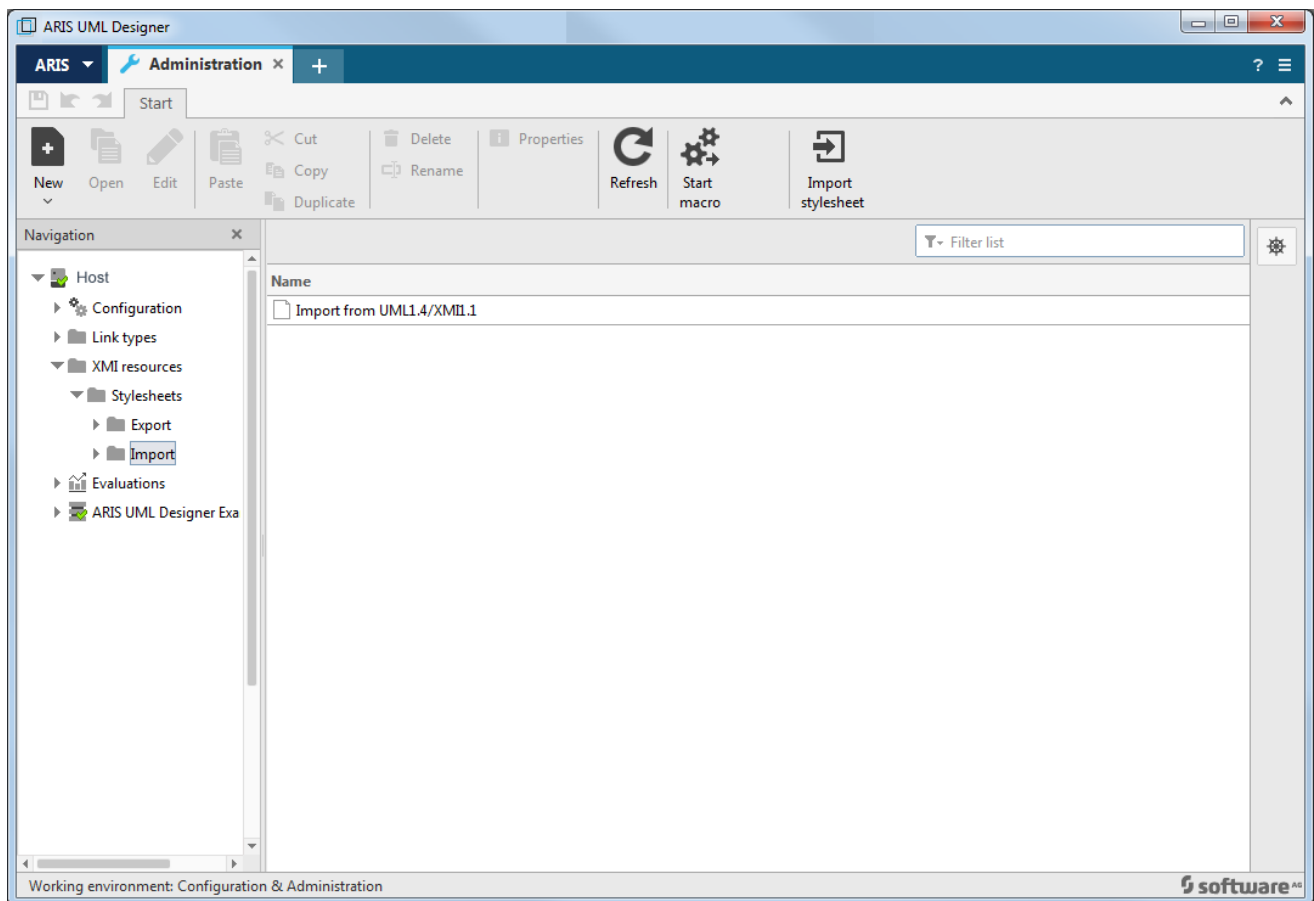 ARIS UML Designer
ARIS Administration
Start
New Open Edit Paste Cut Copy Duplicate Delete Rename Properties Refresh Start macro Import stylesheet
Navigation
Filter list
Host
Name
Configuration
Import from UML1.4/XMI1.1
Link types
XMI resources
Stylesheets
Export
Import
Evaluations
ARIS UML Designer Exa
Working environment: Configuration & Administration
software AG